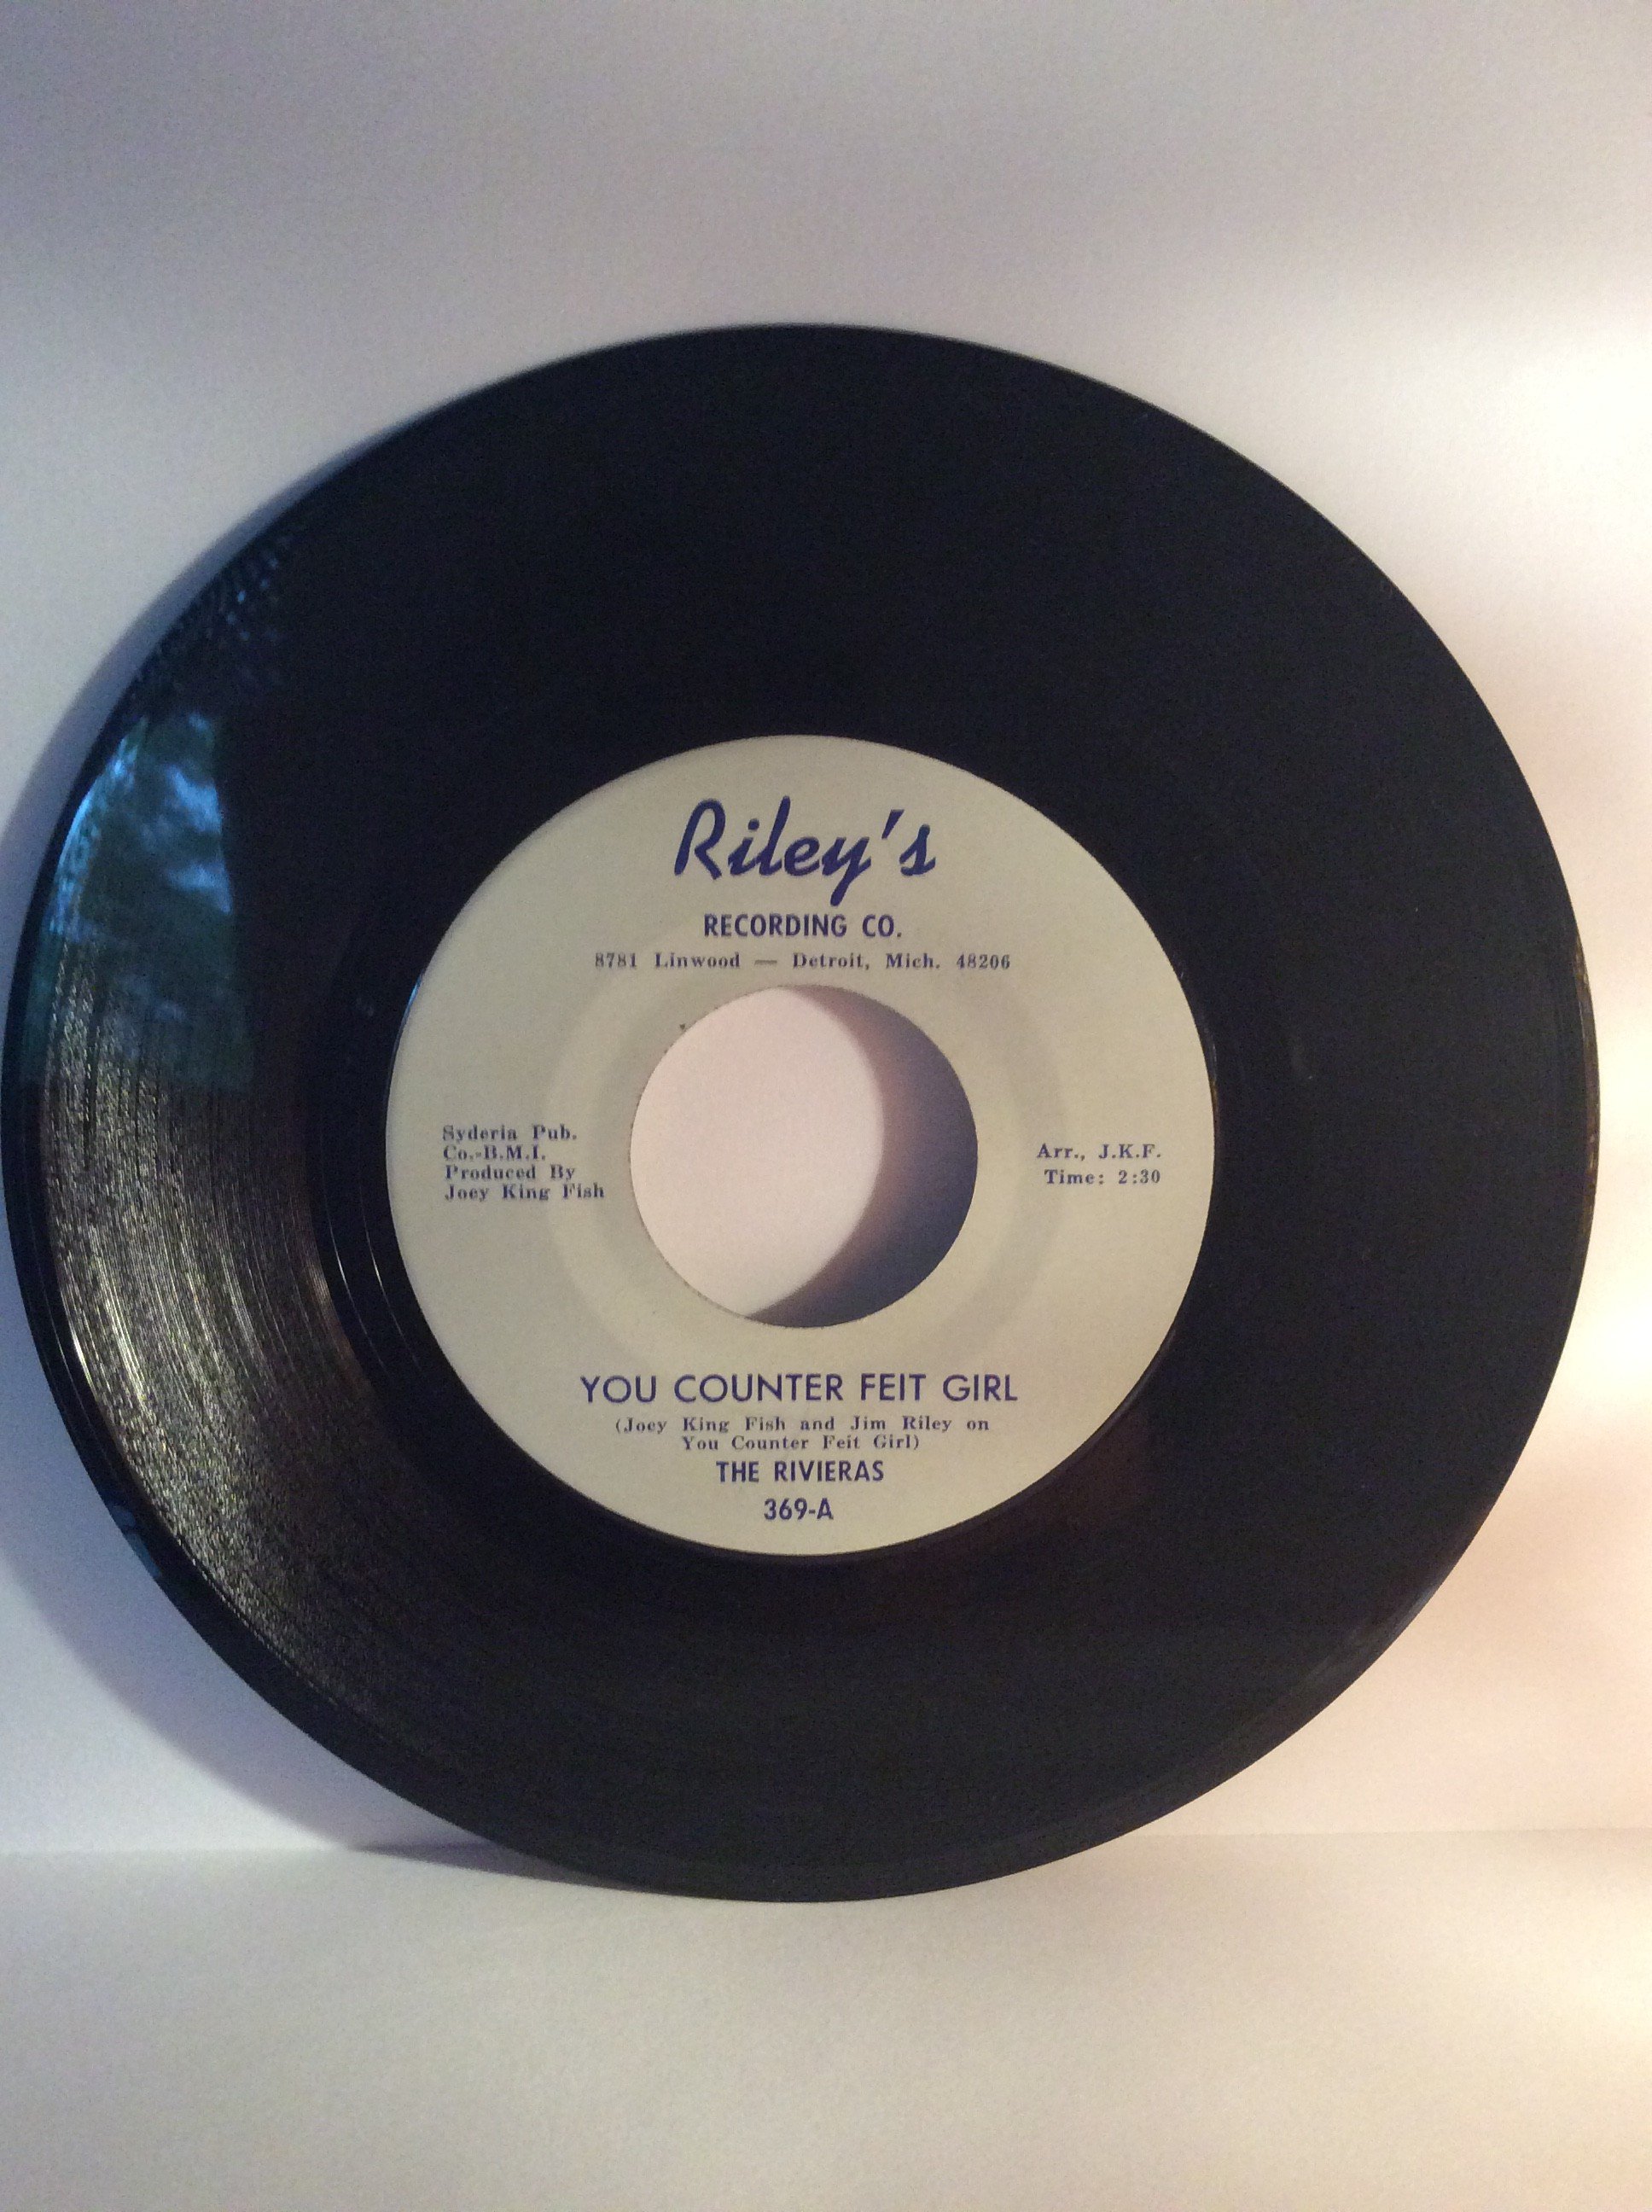 Riley's
RECORDING CO.
8781 Linwood — Detroit, Mich. 48206
Syderia Pub.
Co.-B.M.I.
Produced By
Joey King Fish
Arr., J.K.F.
Time: 2:30
YOU COUNTER FEIT GIRL
(Joey King Fish and Jim Riley on
You Counter Feit Girl)
THE RIVIERAS
369-A